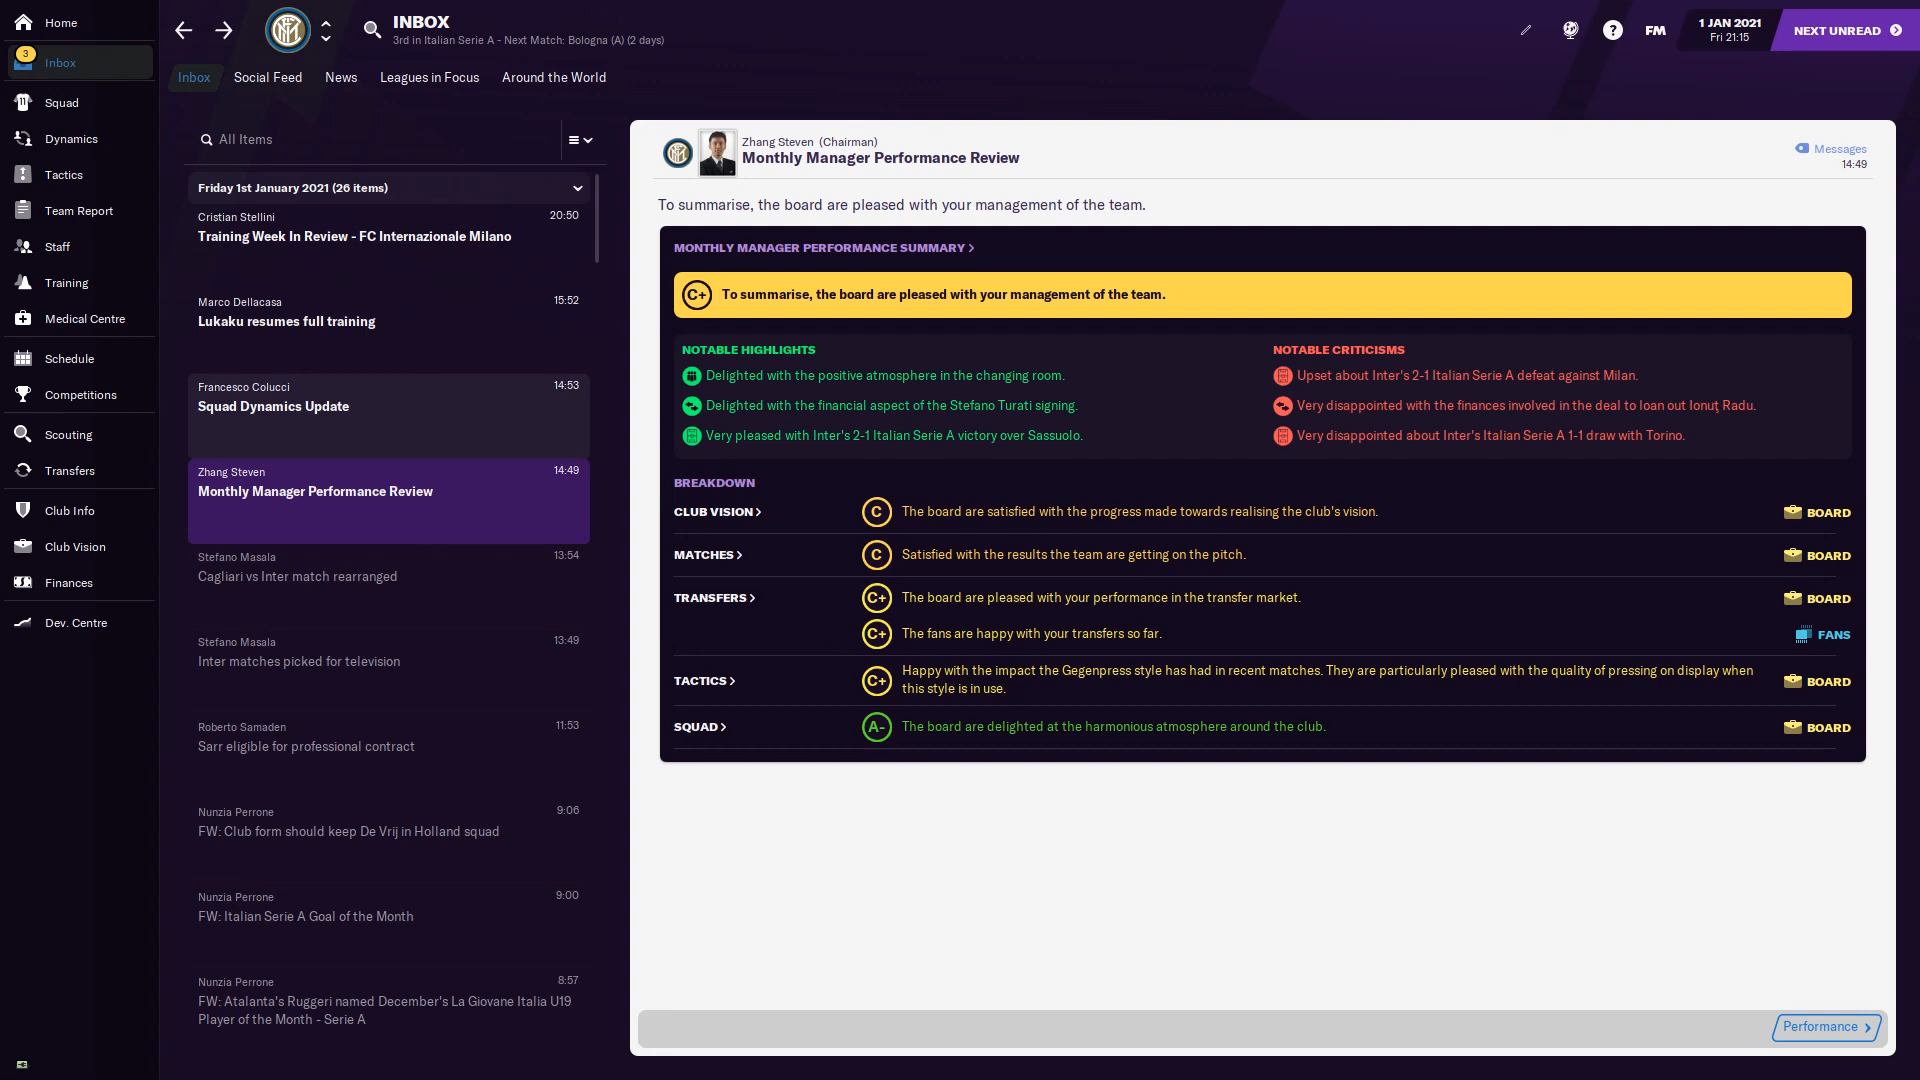 Home
3
Inbox
Squad
Dynamics
Tactics
Team Report
Staff
Training
Medical Centre
Schedule
Competitions
Scouting
Transfers
Club Info
Club Vision
Finances
Dev. Centre
INBOX
3rd in Italian Serie A - Next Match: Bologna (A) (2 days)
?
FM
1 JAN 2021
Fri 21:15
NEXT UNREAD
Inbox
Social Feed
News
Leagues in Focus
Around the World
All Items
Friday 1st January 2021 (26 items)
Cristian Stellini
20:50
Training Week In Review - FC Internazionale Milano
Marco Dellacasa
15:52
Lukaku resumes full training
Francesco Colucci
14:53
Squad Dynamics Update
Zhang Steven
14:49
Monthly Manager Performance Review
Stefano Masala
13:54
Cagliari vs Inter match rearranged
Stefano Masala
13:49
Inter matches picked for television
Roberto Samaden
11:53
Sarr eligible for professional contract
Nunzia Perrone
9:06
FW: Club form should keep De Vrij in Holland squad
Nunzia Perrone
9:00
FW: Italian Serie A Goal of the Month
Nunzia Perrone
8:57
FW: Atalanta's Ruggeri named December's La Giovane Italia U19
Player of the Month - Serie A
Zhang Steven (Chairman)
Monthly Manager Performance Review
Messages
14:49
To summarise, the board are pleased with your management of the team.
MONTHLY MANAGER PERFORMANCE SUMMARY >
C+ To summarise, the board are pleased with your management of the team.
NOTABLE HIGHLIGHTS
Delighted with the positive atmosphere in the changing room.
Delighted with the financial aspect of the Stefano Turati signing.
Very pleased with Inter's 2-1 Italian Serie A victory over Sassuolo.
NOTABLE CRITICISMS
Upset about Inter's 2-1 Italian Serie A defeat against Milan.
Very disappointed with the finances involved in the deal to loan out Ionuţ Radu.
Very disappointed about Inter's Italian Serie A 1-1 draw with Torino.
BREAKDOWN
CLUB VISION > C The board are satisfied with the progress made towards realising the club's vision. BOARD
MATCHES > C Satisfied with the results the team are getting on the pitch. BOARD
TRANSFERS > C+ The board are pleased with your performance in the transfer market. BOARD
C+ The fans are happy with your transfers so far. FANS
TACTICS > C+ Happy with the impact the Gegenpress style has had in recent matches. They are particularly pleased with the quality of pressing on display when
this style is in use. BOARD
SQUAD > A- The board are delighted at the harmonious atmosphere around the club. BOARD
Performance >